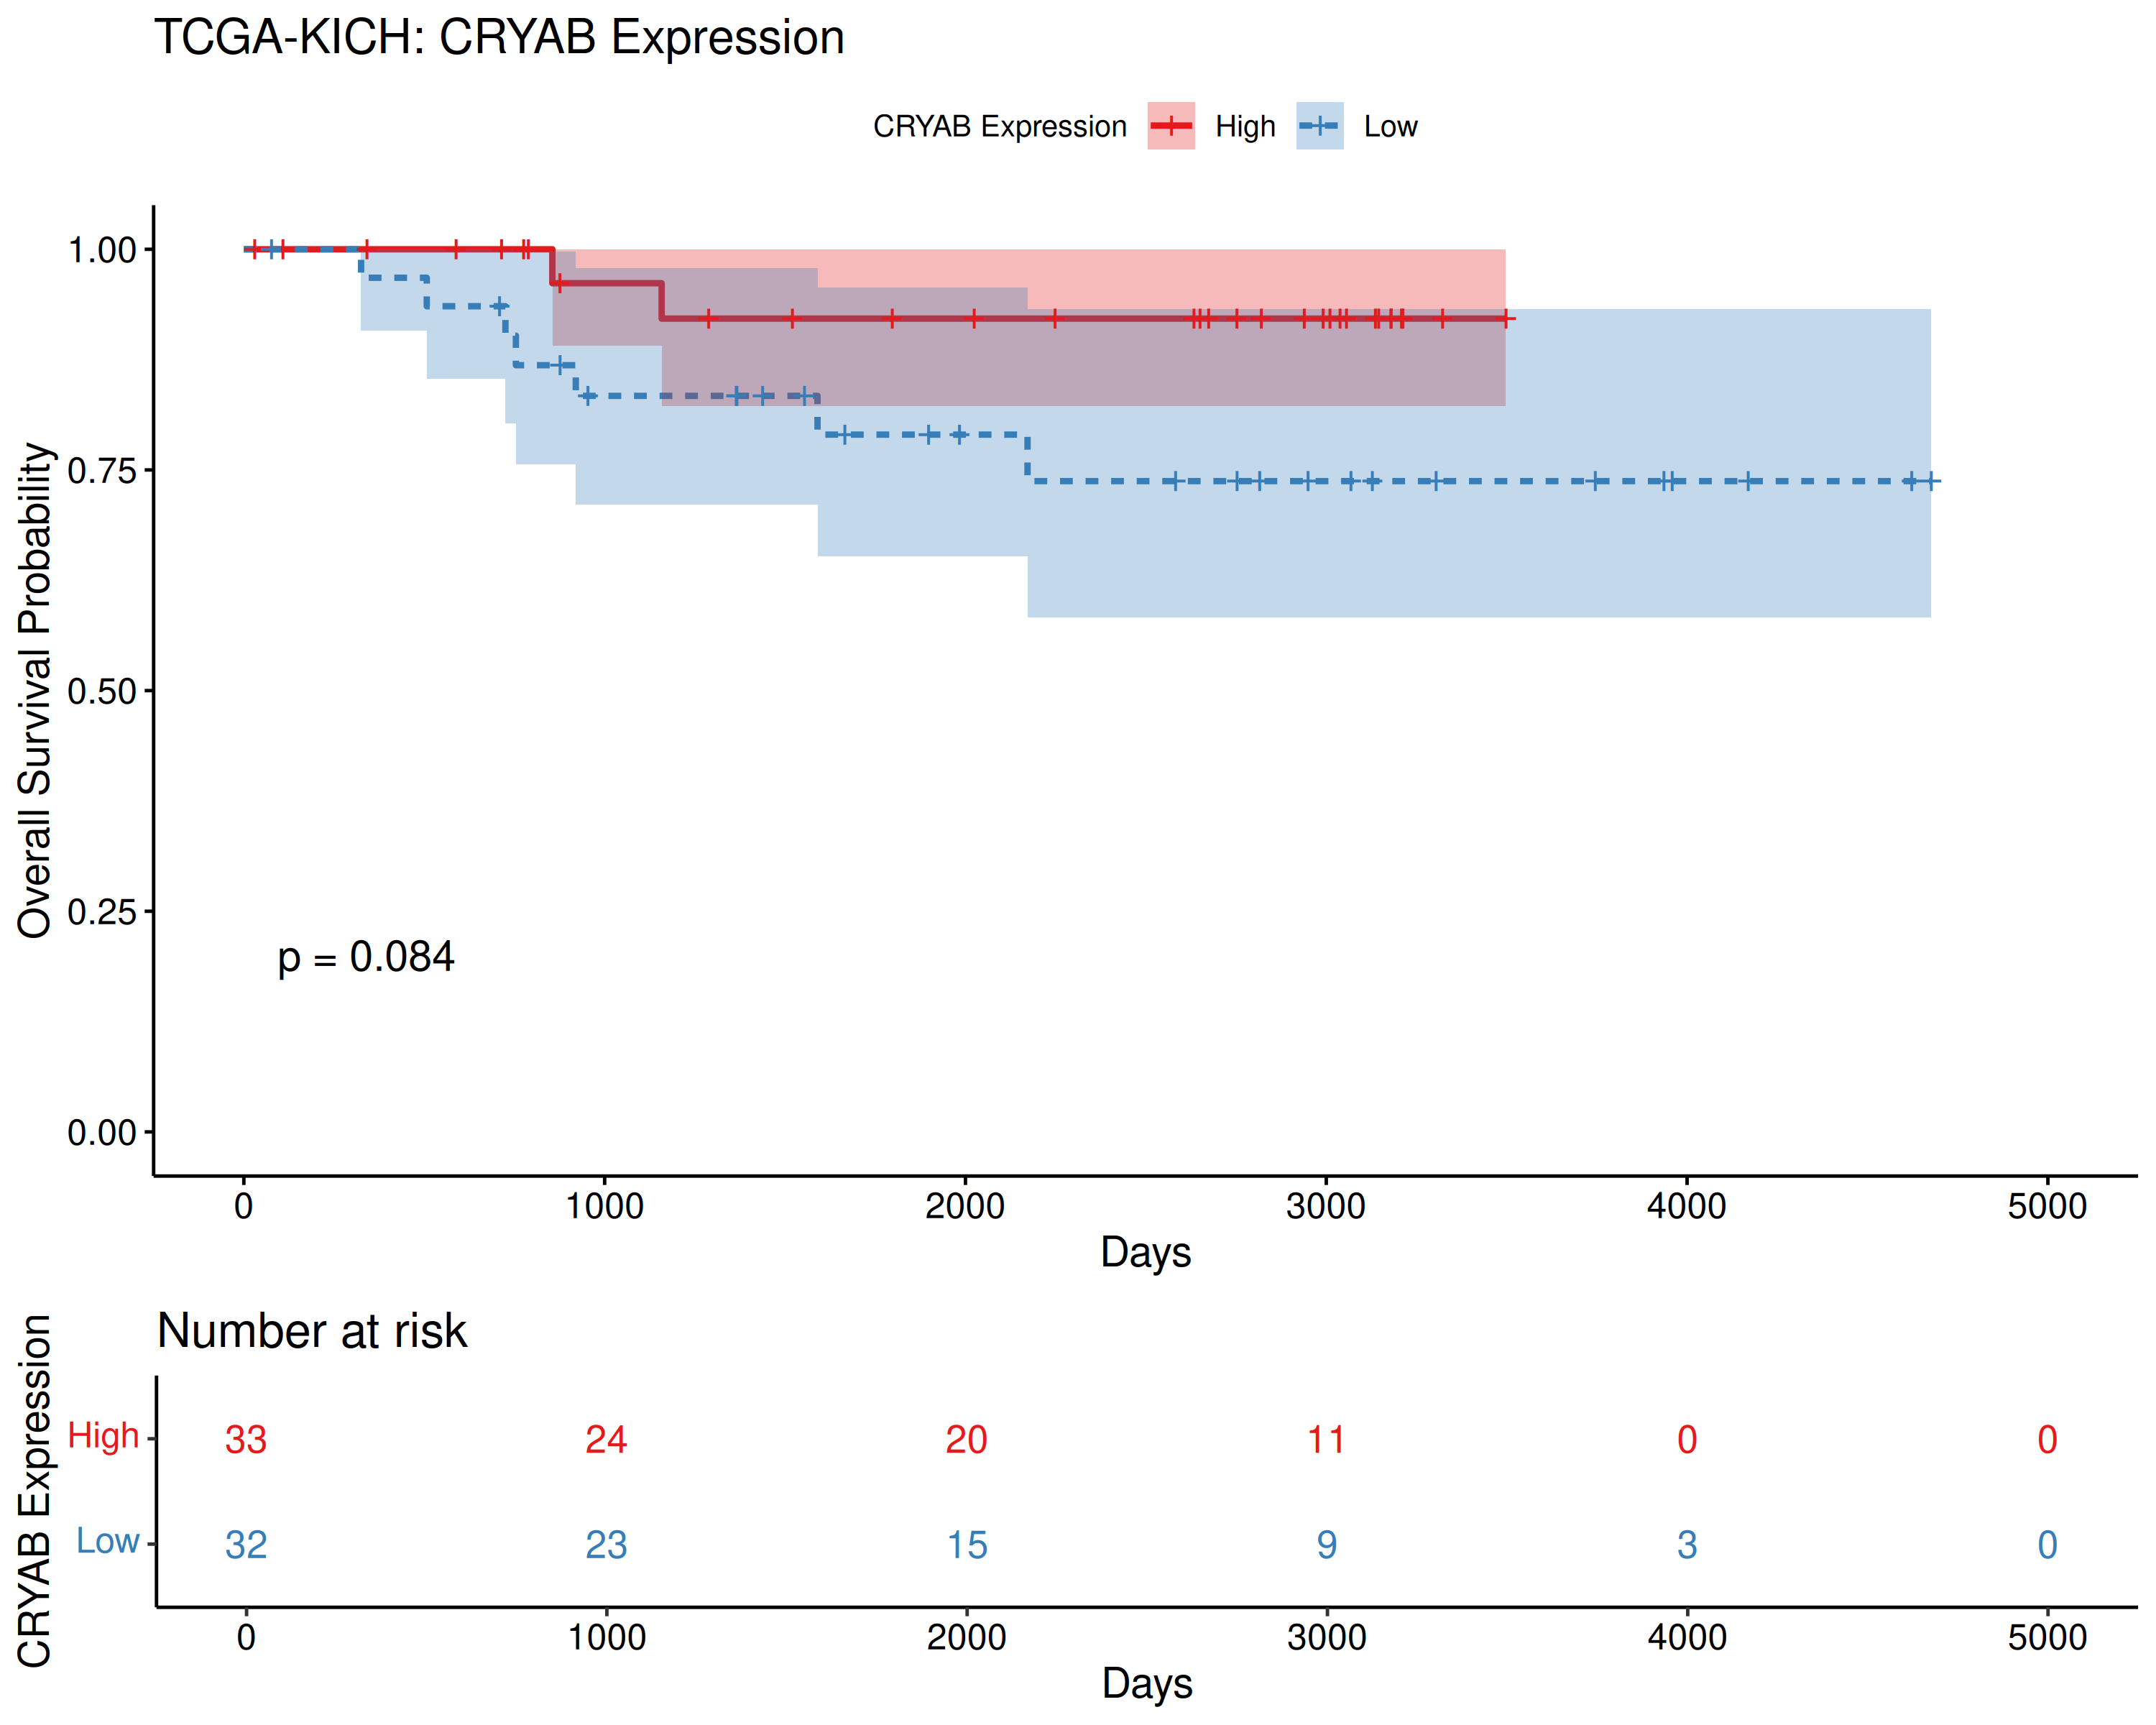 TCGA-KICH: CRYAB Expression
CRYAB Expression High Low
Overall Survival Probability
1.00
0.75
0.50
0.25
0.00
p = 0.084
0 1000 2000 3000 4000 5000
Days
Number at risk
CRYAB Expression
High 33 24 20 11 0 0
Low 32 23 15 9 3 0
0 1000 2000 3000 4000 5000
Days